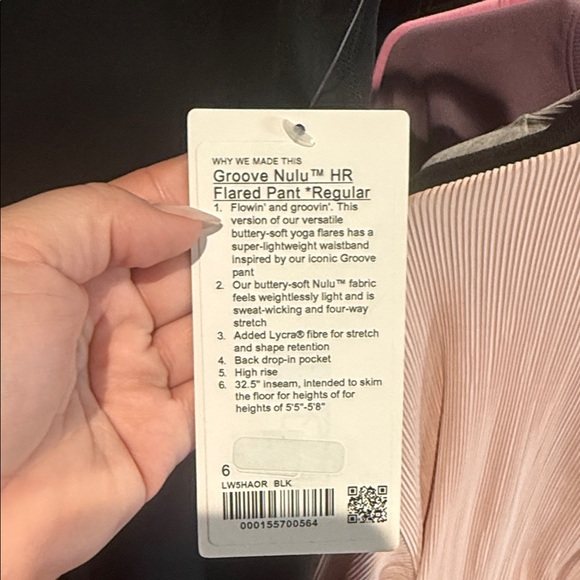 WHY WE MADE THIS
Groove Nulu™ HR
Flared Pant *Regular
1. Flowin' and groovin'. This
version of our versatile
buttery-soft yoga flares has a
super-lightweight waistband
inspired by our iconic Groove
pant
2. Our buttery-soft Nulu™ fabric
feels weightlessly light and is
sweat-wicking and four-way
stretch
3. Added Lycra® fibre for stretch
and shape retention
4. Back drop-in pocket
5. High rise
6. 32.5" inseam, intended to skim
the floor for heights of for
heights of 5'5"-5'8"
6
LW5HAOR BLK
000155700564